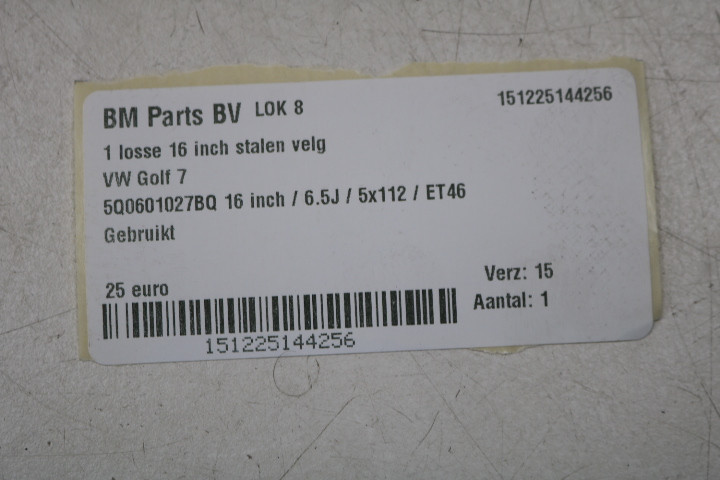 BM Parts BV LOK 8 151225144256
1 losse 16 inch stalen velg
VW Golf 7
5Q0601027BQ 16 inch / 6.5J / 5x112 / ET46
Gebruikt
Verz: 15
25 euro
Aantal: 1
151225144256